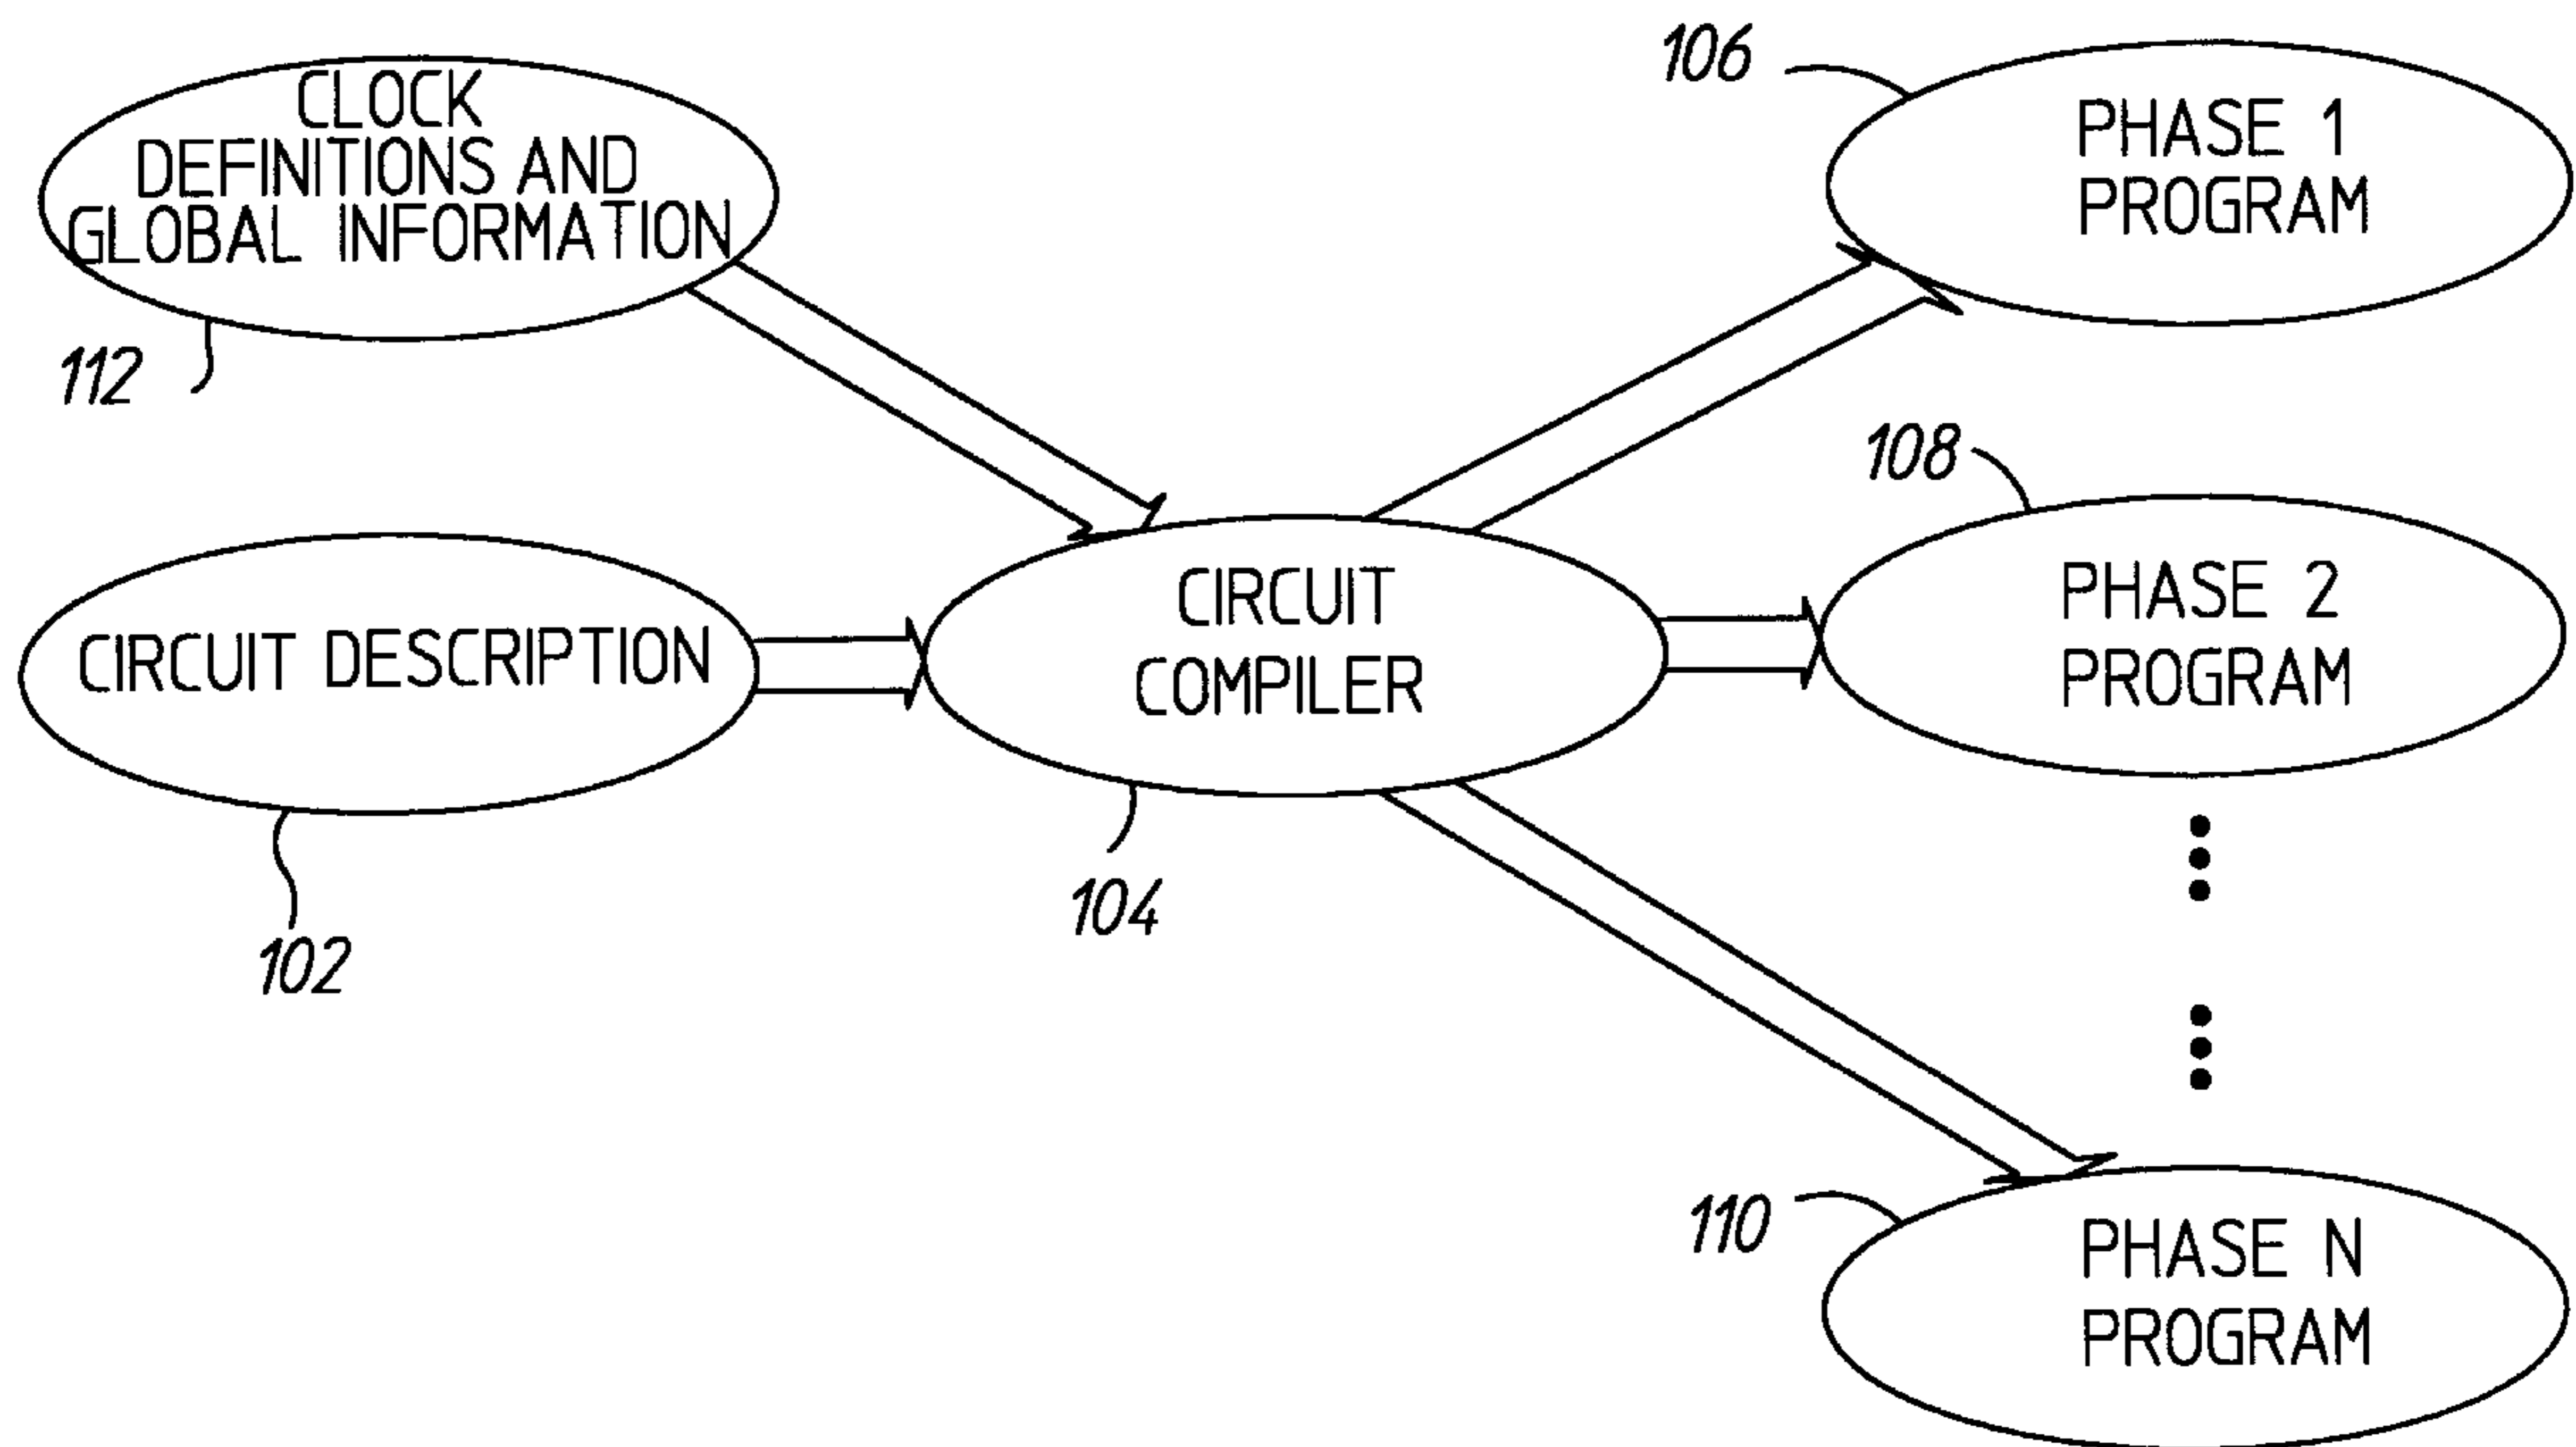 CLOCK
DEFINITIONS AND
GLOBAL INFORMATION
112
CIRCUIT DESCRIPTION
102
CIRCUIT
COMPILER
104
106
PHASE 1
PROGRAM
108
PHASE 2
PROGRAM
110
PHASE N
PROGRAM